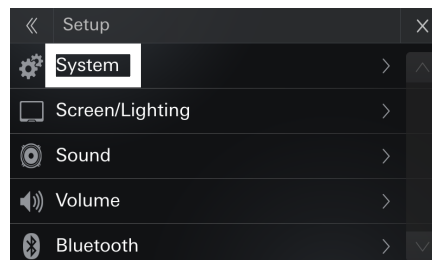 Setup
System
Screen/Lighting
Sound
Volume
Bluetooth